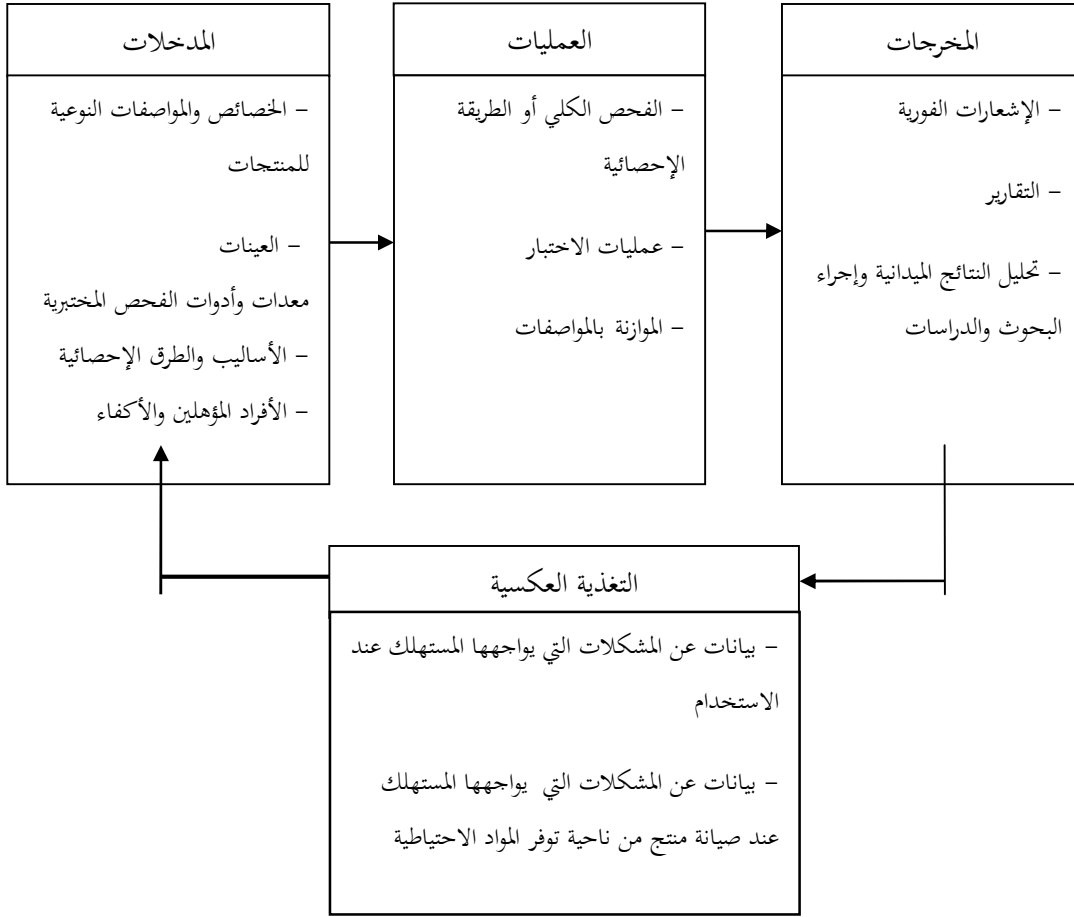 المدخلات
– الخصائص والمواصفات النوعية
للمنتجات
– العينات
معدات وأدوات الفحص المختبرية
– الأساليب والطرق الإحصائية
– الأفراد المؤهلين والأكفاء
العمليات
– الفحص الكلي أو الطريقة
الإحصائية
– عمليات الاختبار
– الموازنة بالمواصفات
المخرجات
– الإشعارات الفورية
– التقارير
– تحليل النتائج الميدانية وإجراء
البحوث والدراسات
التغذية العكسية
– بيانات عن المشكلات التي يواجهها المستهلك عند
الاستخدام
– بيانات عن المشكلات التي يواجهها المستهلك
عند صيانة منتج من ناحية توفر المواد الاحتياطية